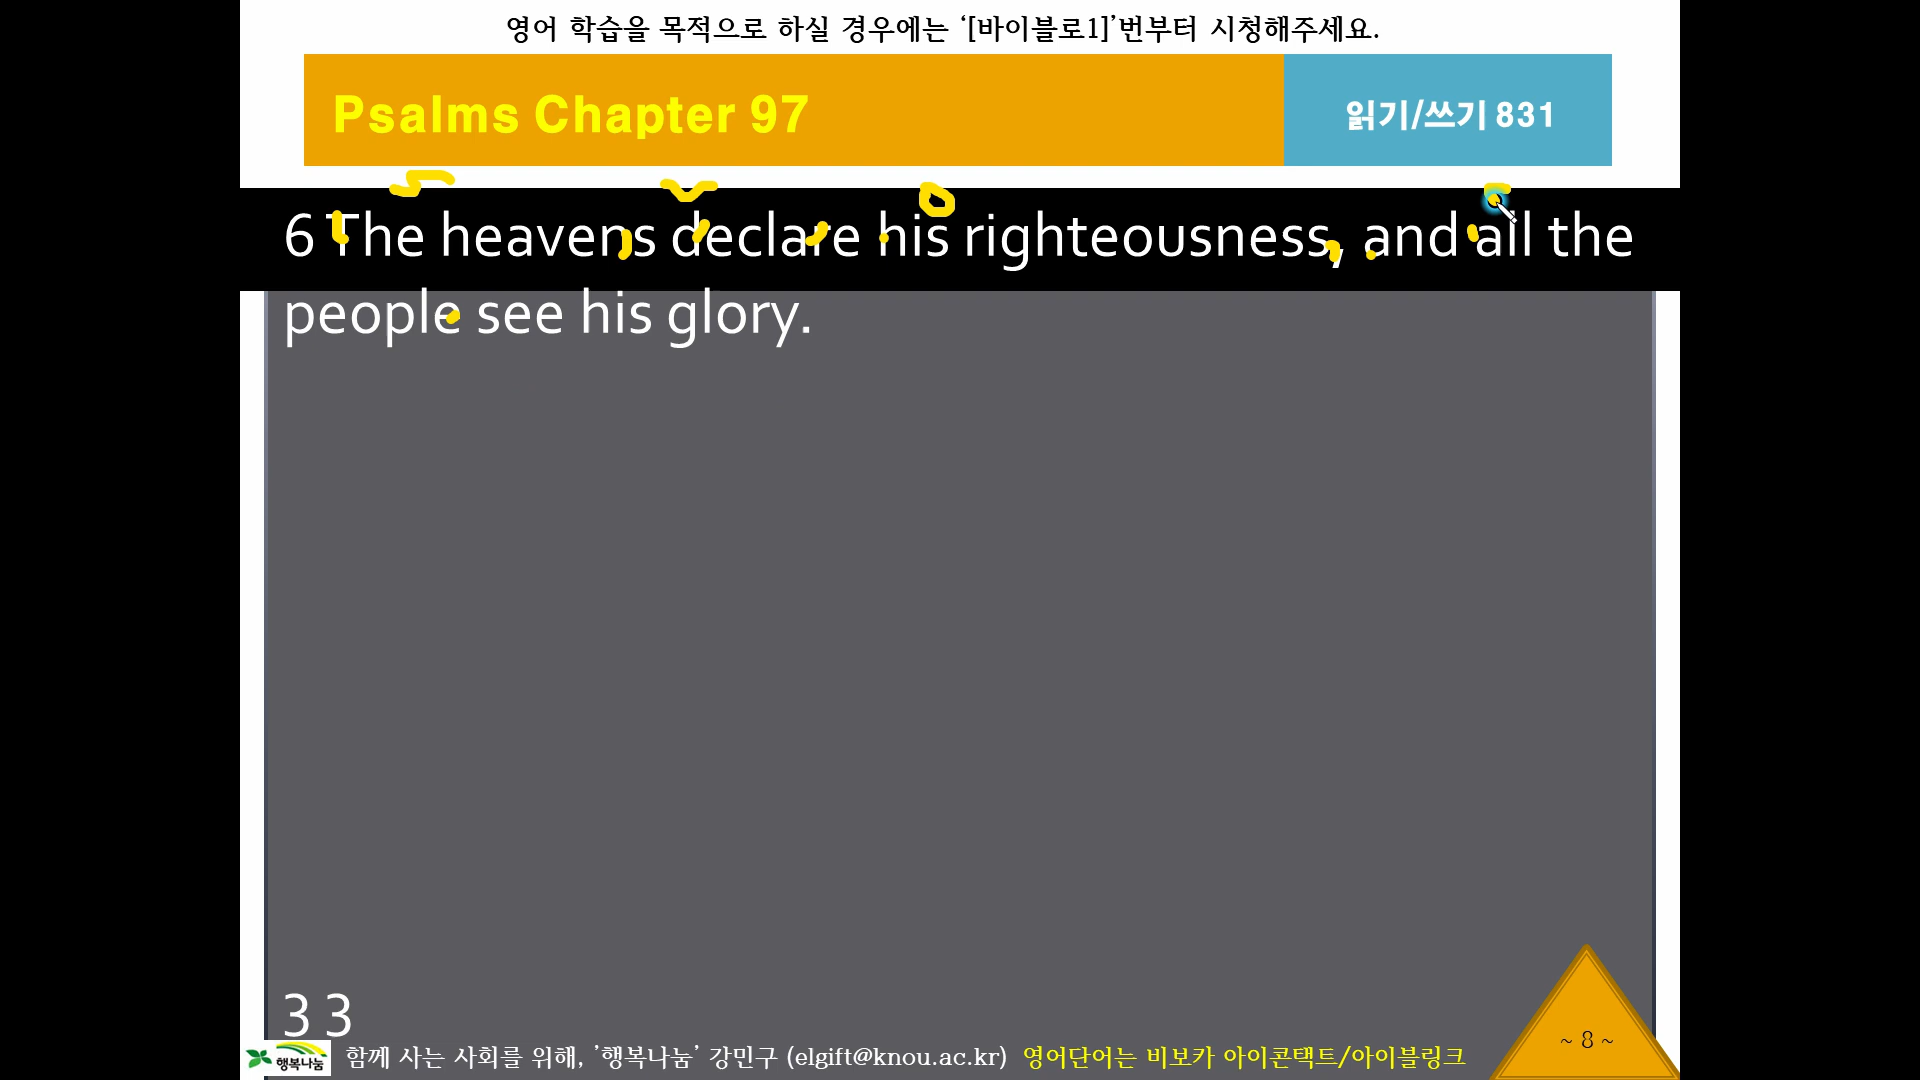 영어 학습을 목적으로 하실 경우에는 ‘[바이블로1]’번부터 시청해주세요.
Psalms Chapter 97
읽기/쓰기 831
6 The heavens declare his righteousness, and all the
people see his glory.
3 3
~ 8 ~
행복나눔
함께 사는 사회를 위해, ’행복나눔’ 강민구 (elgift@knou.ac.kr) 영어단어는 비보카 아이콘택트/아이블링크